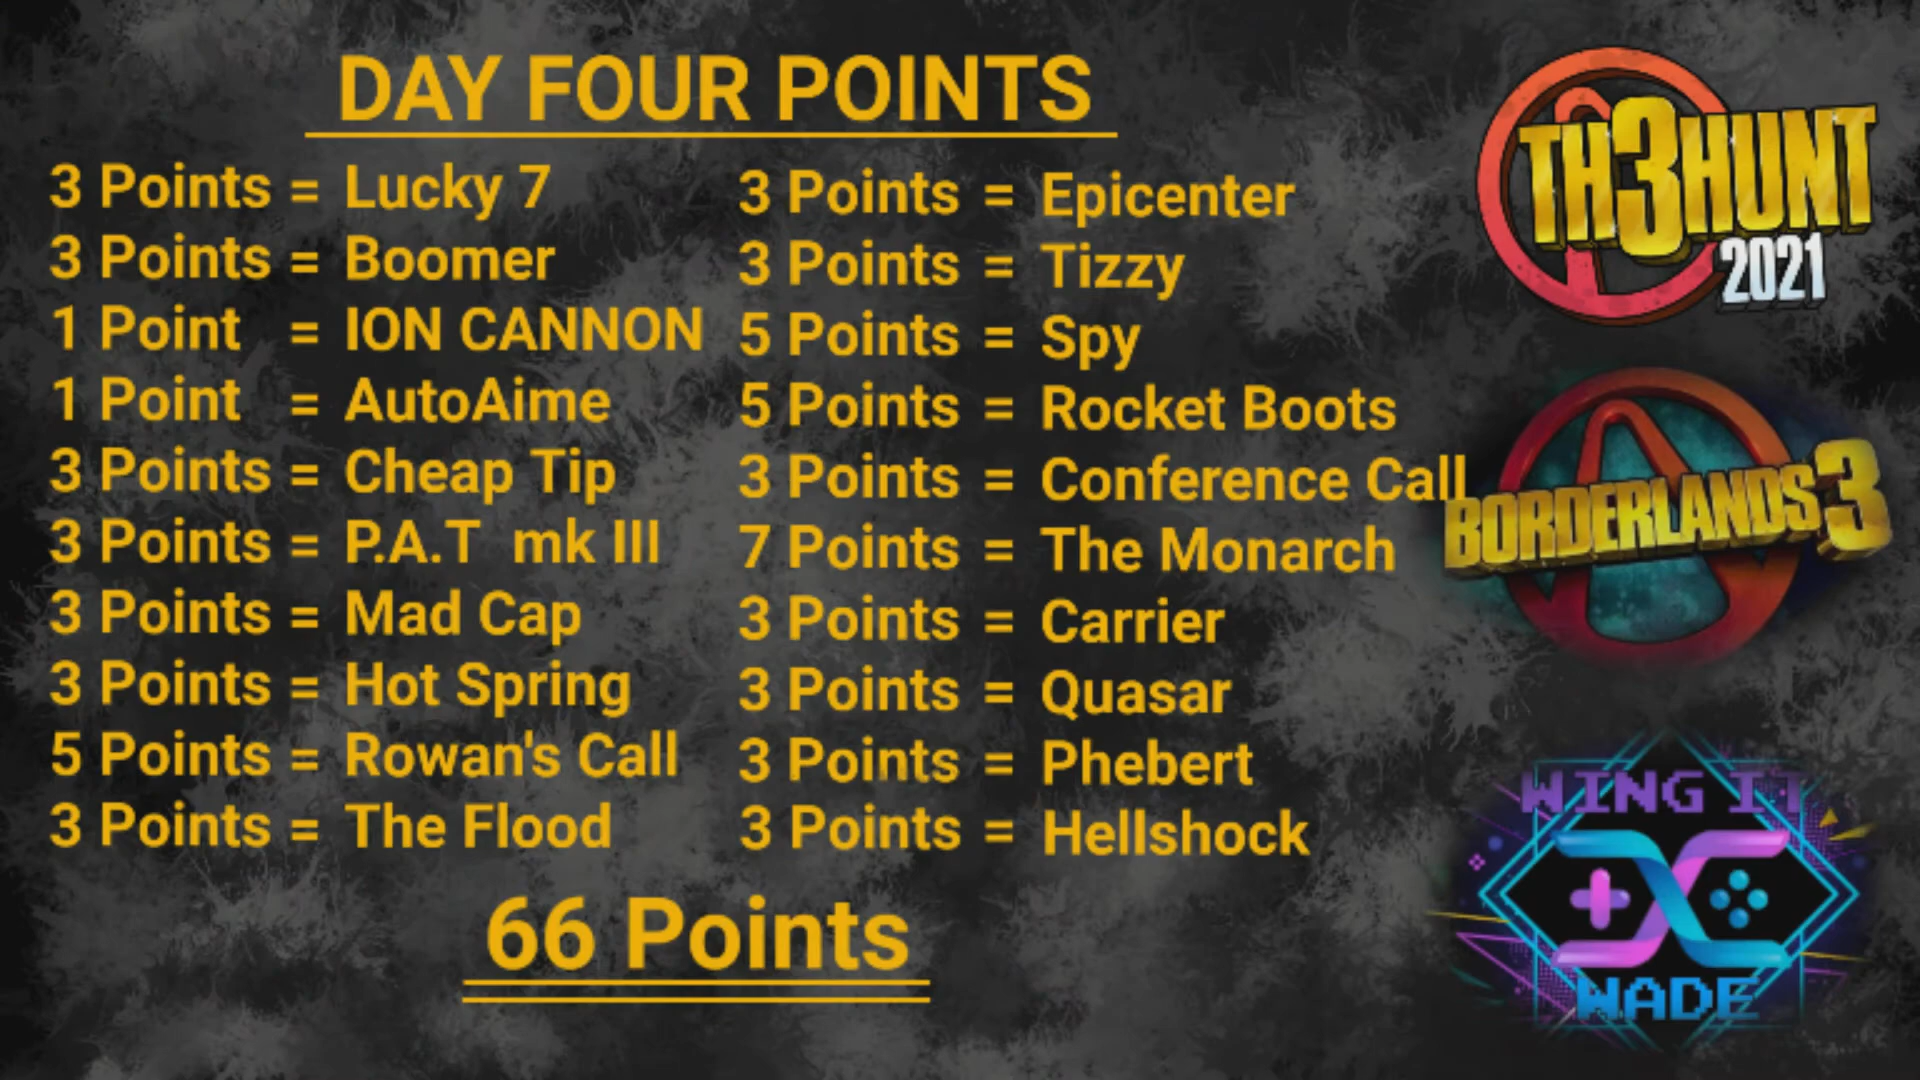 DAY FOUR POINTS
3 Points = Lucky 7
3 Points = Boomer
1 Point = ION CANNON
1 Point = AutoAime
3 Points = Cheap Tip
3 Points = P.A.T mk III
3 Points = Mad Cap
3 Points = Hot Spring
5 Points = Rowan's Call
3 Points = The Flood
3 Points = Epicenter
3 Points = Tizzy
5 Points = Spy
5 Points = Rocket Boots
3 Points = Conference Call
7 Points = The Monarch
3 Points = Carrier
3 Points = Quasar
3 Points = Phebert
3 Points = Hellshock
66 Points
TH3HUNT
2021
BORDERLANDS 3
WING IT
WADE